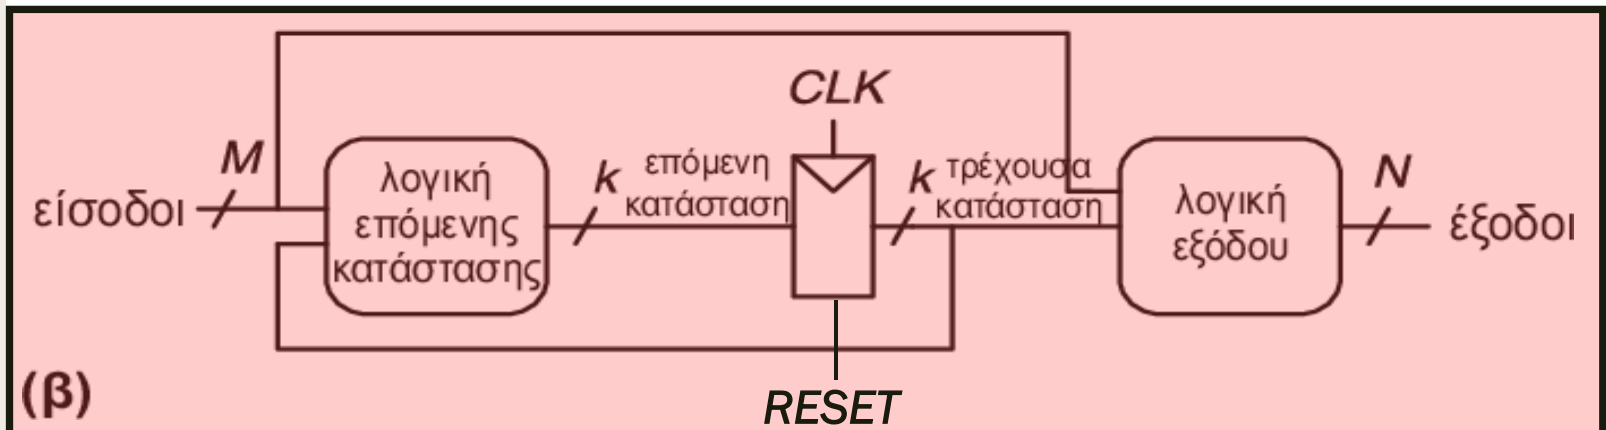 CLK
M
είσοδοι
λογική
επόμενης
κατάστασης
k
επόμενη
κατάσταση
k
τρέχουσα
κατάσταση
λογική
εξόδου
N
έξοδοι
(β)
RESET